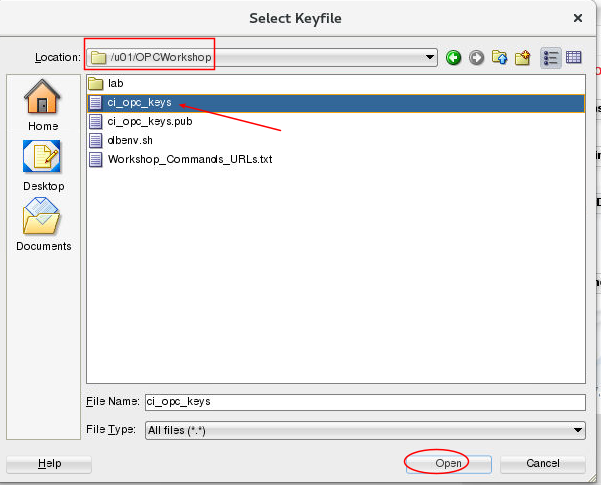 Select Keyfile
Location: /u01/OPCWorkshop
lab
ci_opc_keys
ci_opc_keys.pub
dbenv.sh
Workshop_Commands_URLs.txt
Home
Desktop
Documents
File Name: ci_opc_keys
File Type: All files (*.*)
Help Open Cancel